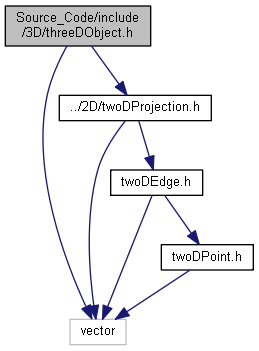 Source_Code/include
/3D/threeDObject.h
../2D/twoDProjection.h
twoDEdge.h
twoDPoint.h
vector